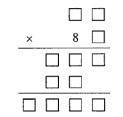 □ □
× 8 □
□ □ □
□ □
□ □ □ □